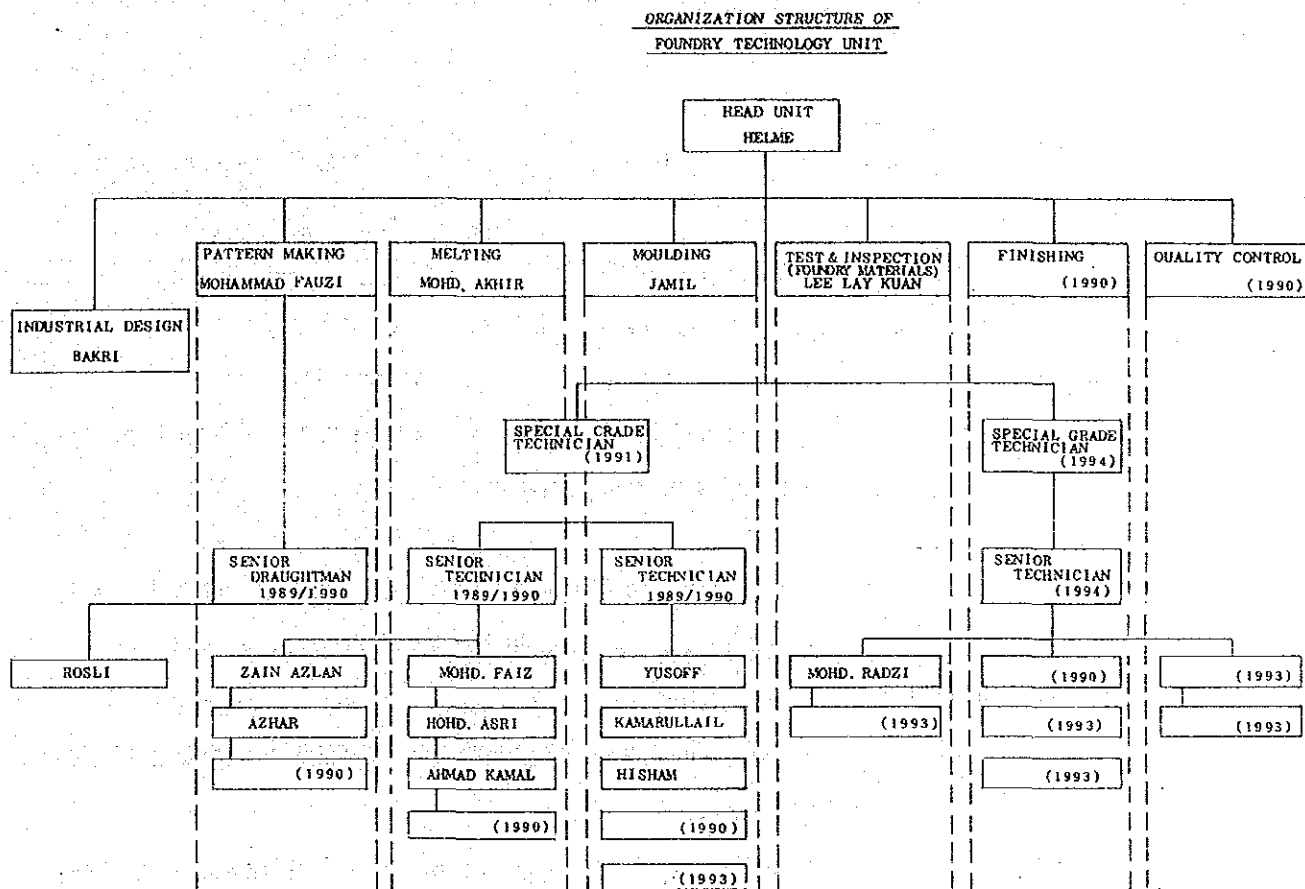 ORGANIZATION STRUCTURE OF
FOUNDRY TECHNOLOGY UNIT
HEAD UNIT
HELME
PATTERN MAKING
MOHAMMAD FAUZI
MELTING
MOHD. AKHIR
MOULDING
JAMIL
TEST & INSPECTION
(FOUNDRY MATERIALS)
LEE LAY KUAN
FINISHING
(1990)
QUALITY CONTROL
(1990)
INDUSTRIAL DESIGN
BAKRI
SPECIAL CRADE
TECHNICIAN
(1991)
SPECIAL GRADE
TECHNICIAN
(1994)
SENIOR
DRAUGHTMAN
1989/1990
SENIOR
TECHNICIAN
1989/1990
SENIOR
TECHNICIAN
1989/1990
SENIOR
TECHNICIAN
(1994)
ROSLI
ZAIN AZLAN
MOHD. FAIZ
YUSOFF
MOHD. RADZI
(1990)
(1993)
AZHAR
HOHD. ASRI
KAMARULLAIL
(1993)
(1993)
(1993)
(1990)
AHMAD KAMAL
HISHAM
(1993)
(1990)
(1990)
(1993)